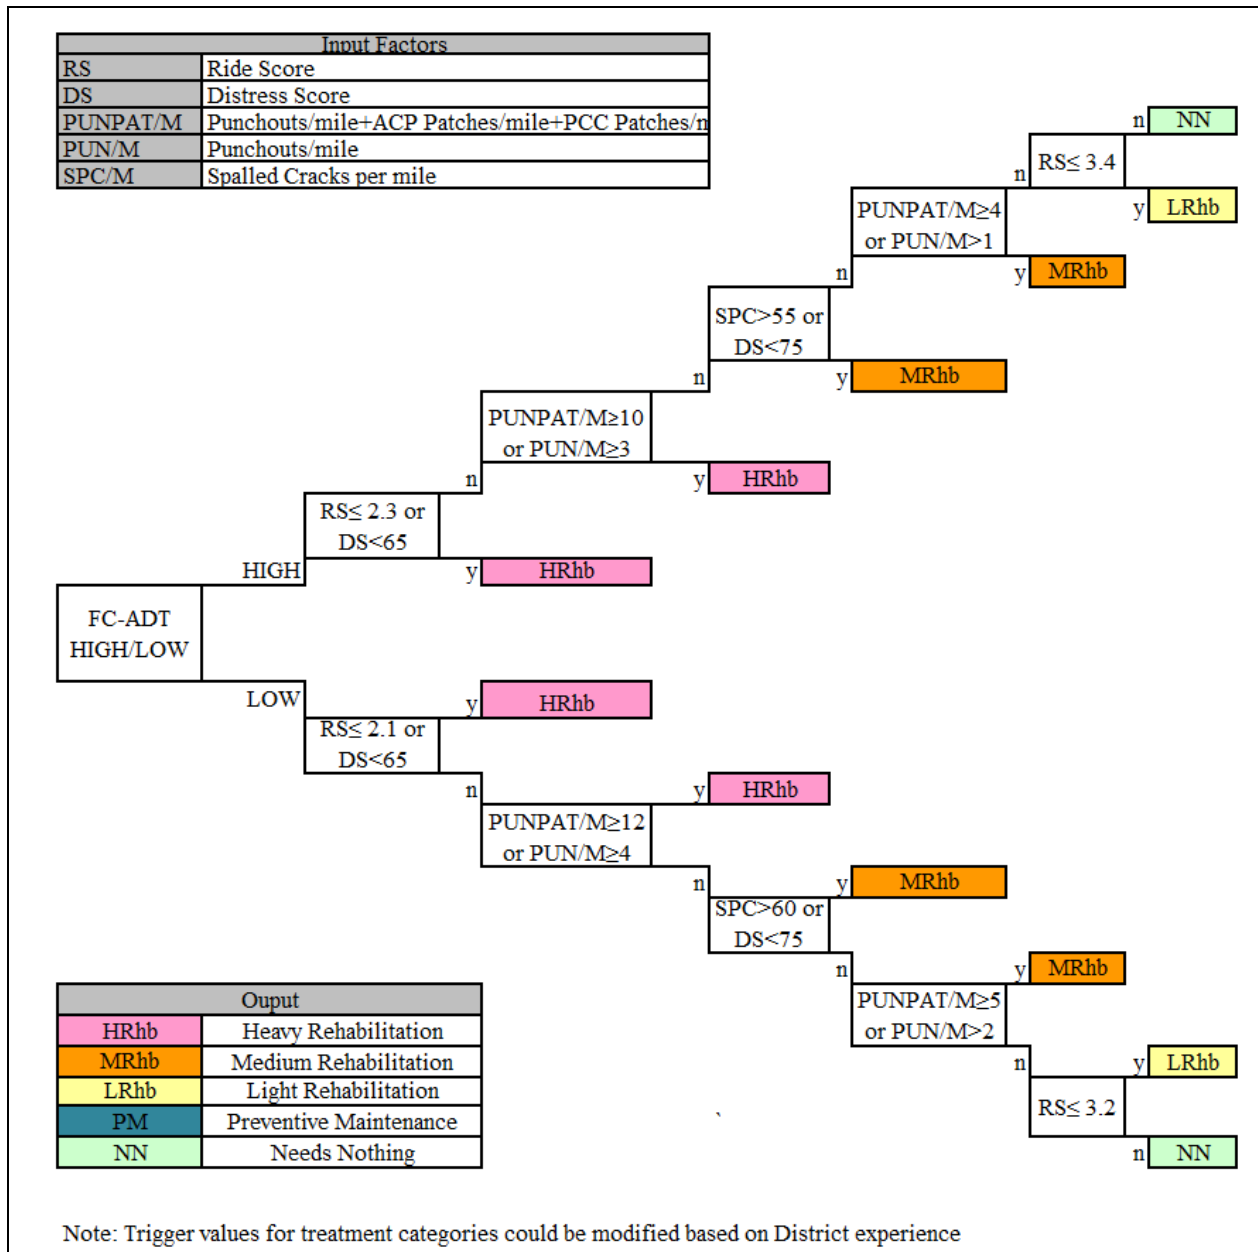 Input Factors
RS Ride Score
DS Distress Score
PUNPAT/M Punchouts/mile+ACP Patches/mile+PCC Patches/m
PUN/M Punchouts/mile
SPC/M Spalled Cracks per mile
n NN
RS≤ 3.4
n
y LRhb
PUNPAT/M≥4
or PUN/M>1
n
y MRhb
SPC>55 or
DS<75
n
y MRhb
PUNPAT/M≥10
or PUN/M≥3
n
y HRhb
RS≤ 2.3 or
DS<65
HIGH
y HRhb
FC-ADT
HIGH/LOW
LOW
y HRhb
RS≤ 2.1 or
DS<65
n
y HRhb
PUNPAT/M≥12
or PUN/M≥4
n
y MRhb
SPC>60 or
DS<75
n
y MRhb
PUNPAT/M≥5
or PUN/M>2
n
y LRhb
RS≤ 3.2
n NN
Ouput
HRhb Heavy Rehabilitation
MRhb Medium Rehabilitation
LRhb Light Rehabilitation
PM Preventive Maintenance
NN Needs Nothing
Note: Trigger values for treatment categories could be modified based on District experience